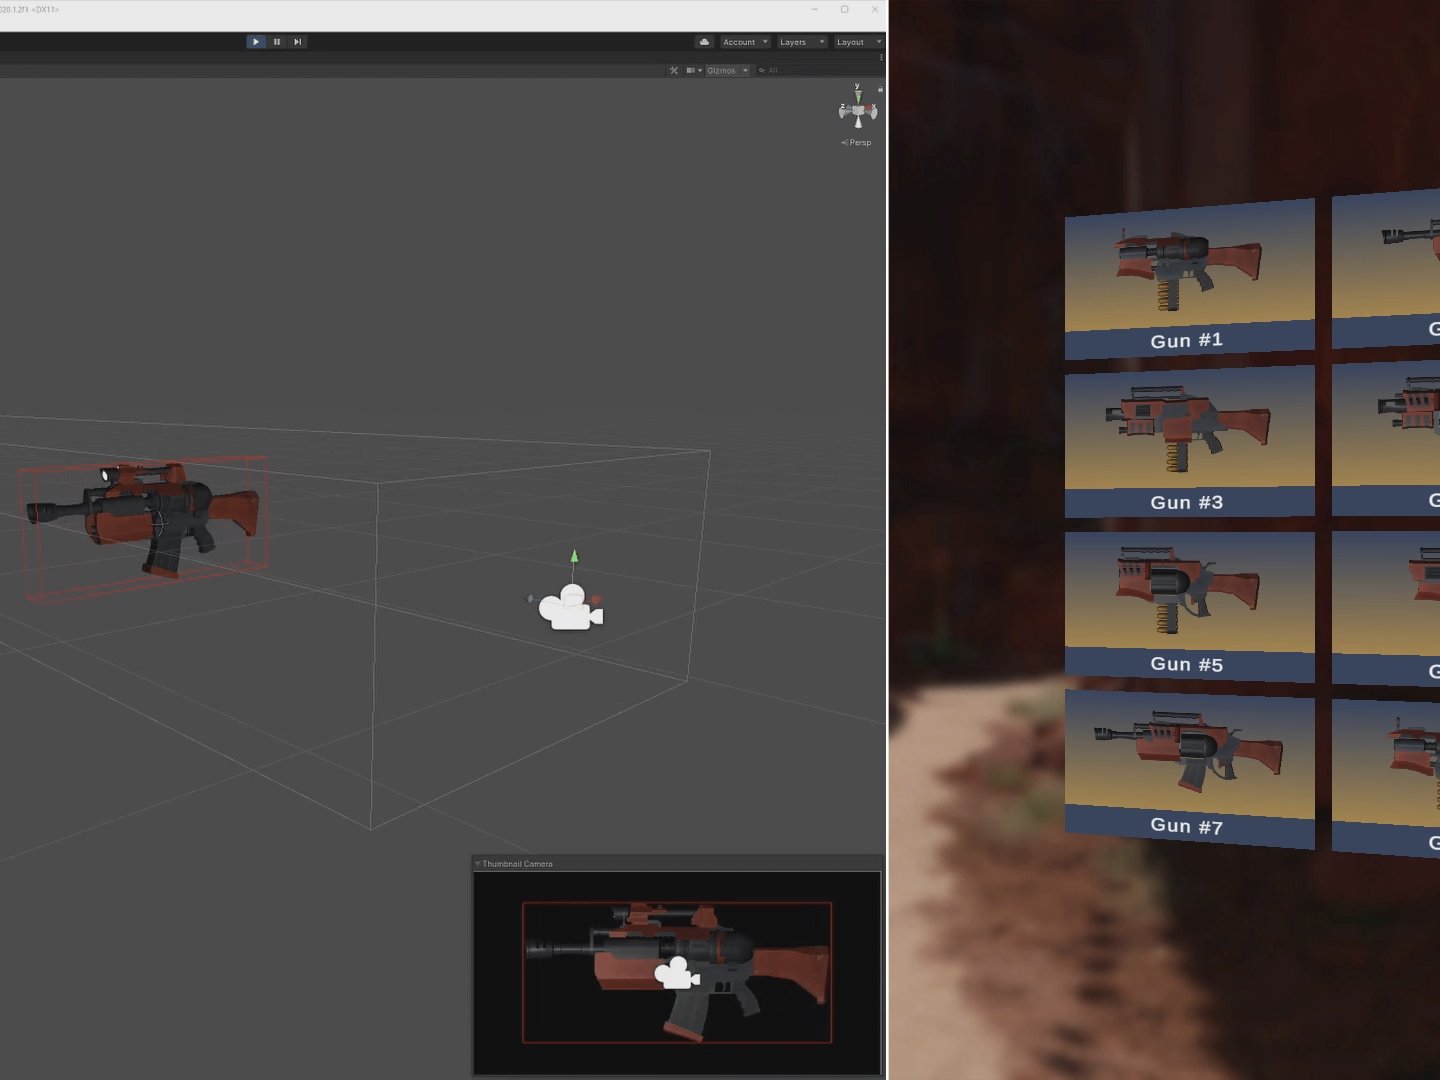 020.1.2f1 <DX11>
Account Layers Layout
Gizmos All
y
z x
Persp
Thumbnail Camera
Gun #1
G
Gun #3
G
Gun #5
G
Gun #7
G